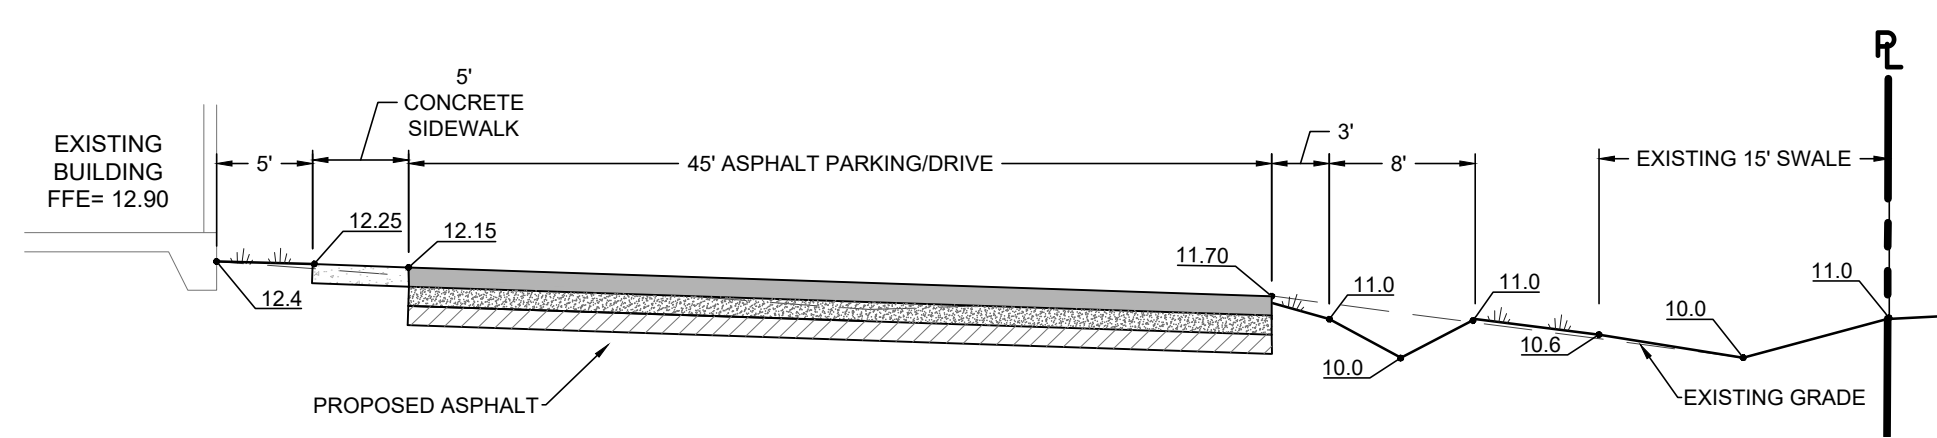 PL
5'
CONCRETE
SIDEWALK
EXISTING
BUILDING
FFE= 12.90
5'
45' ASPHALT PARKING/DRIVE
3'
8'
EXISTING 15' SWALE
12.25
12.15
11.70
11.0
11.0
11.0
12.4
10.0
10.6
10.0
PROPOSED ASPHALT
EXISTING GRADE